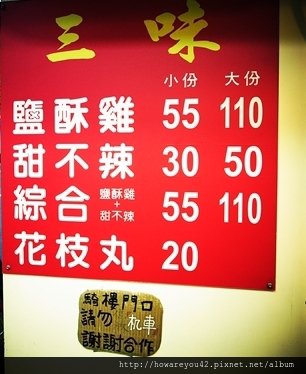 三味
小份 大份
鹽酥雞 55 110
甜不辣 30 50
綜合 鹽酥雞+甜不辣 55 110
花枝丸 20
騎樓門口
請勿 机車
謝謝合作
http://howareyou42.pixnet.net/album